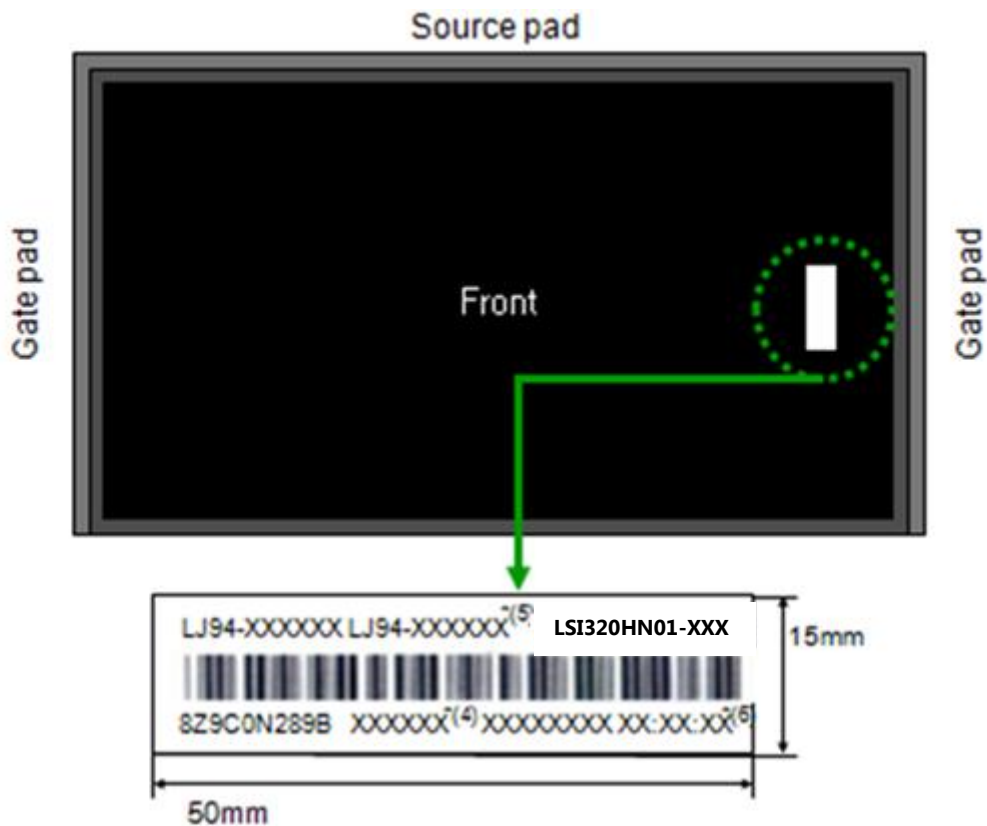 Source pad
Gate pad
Front
Gate pad
LJ94-XXXXXX LJ94-XXXXXX*(5) LSI320HN01-XXX
15mm
8Z9C0N289B XXXXXX*(4) XXXXXXXX XX:XX:XX*(6)
50mm